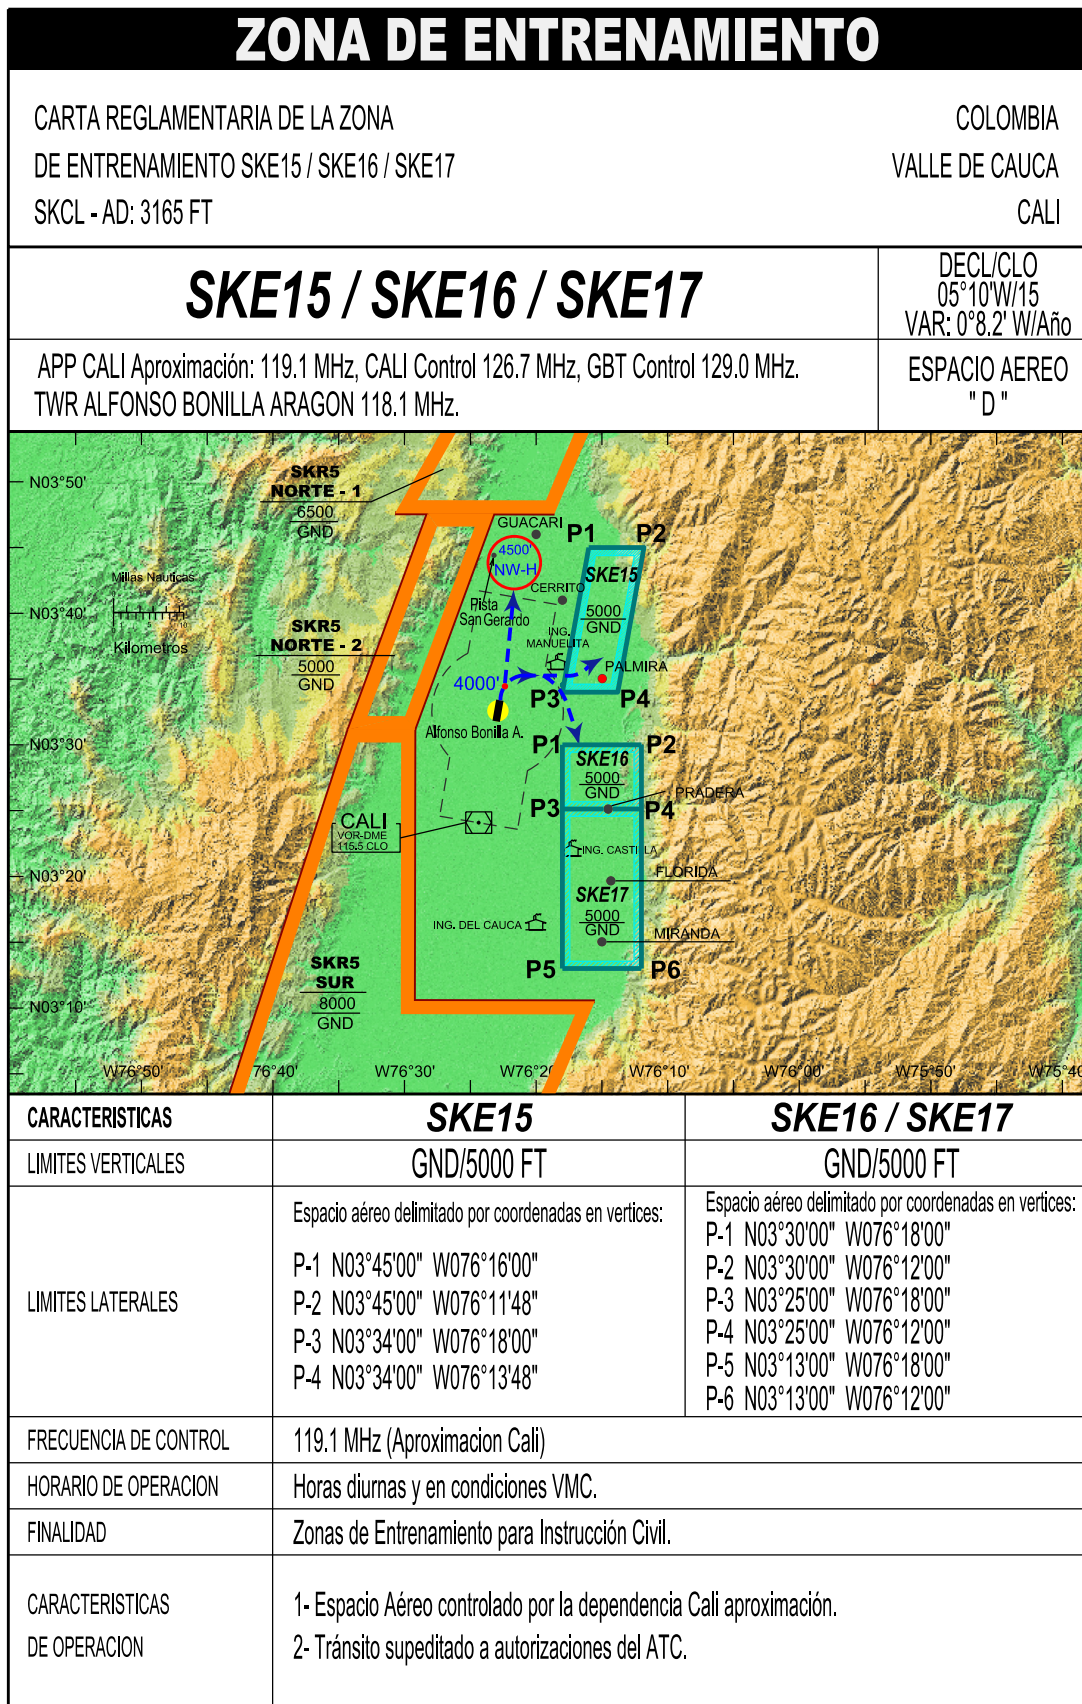 ZONA DE ENTRENAMIENTO
CARTA REGLAMENTARIA DE LA ZONA
DE ENTRENAMIENTO SKE15 / SKE16 / SKE17
SKCL - AD: 3165 FT
COLOMBIA
VALLE DE CAUCA
CALI
SKE15 / SKE16 / SKE17
DECL/CLO
05°10'W/15
VAR: 0°8.2' W/Año
APP CALI Aproximación: 119.1 MHz, CALI Control 126.7 MHz, GBT Control 129.0 MHz.
TWR ALFONSO BONILLA ARAGON 118.1 MHz.
ESPACIO AEREO
" D "
N03°50'
SKR5
NORTE - 1
6500
GND
GUACARI
P1
P2
4500'
NW-H
SKE15
Millas Nauticas
CERRITO
N03°40'
Pista
San Gerardo
5000
GND
5
10
Kilometros
SKR5
NORTE - 2
5000
GND
ING.
MANUELITA
PALMIRA
4000'
P3
P4
Alfonso Bonilla A.
N03°30'
P1
P2
SKE16
5000
GND
PRADERA
P3
P4
CALI
VOR-DME
115.5 CLO
ING. CASTILLA
N03°20'
FLORIDA
SKE17
5000
GND
ING. DEL CAUCA
MIRANDA
P5
P6
SKR5
SUR
8000
GND
N03°10'
W76°50'
76°40'
W76°30'
W76°20'
W76°10'
W76°00'
W75°50'
W75°40
CARACTERISTICAS
SKE15
SKE16 / SKE17
LIMITES VERTICALES
GND/5000 FT
GND/5000 FT
LIMITES LATERALES
Espacio aéreo delimitado por coordenadas en vertices:
P-1 N03°45'00" W076°16'00"
P-2 N03°45'00" W076°11'48"
P-3 N03°34'00" W076°18'00"
P-4 N03°34'00" W076°13'48"
Espacio aéreo delimitado por coordenadas en vertices:
P-1 N03°30'00" W076°18'00"
P-2 N03°30'00" W076°12'00"
P-3 N03°25'00" W076°18'00"
P-4 N03°25'00" W076°12'00"
P-5 N03°13'00" W076°18'00"
P-6 N03°13'00" W076°12'00"
FRECUENCIA DE CONTROL
119.1 MHz (Aproximacion Cali)
HORARIO DE OPERACION
Horas diurnas y en condiciones VMC.
FINALIDAD
Zonas de Entrenamiento para Instrucción Civil.
CARACTERISTICAS
DE OPERACION
1- Espacio Aéreo controlado por la dependencia Cali aproximación.
2- Tránsito supeditado a autorizaciones del ATC.